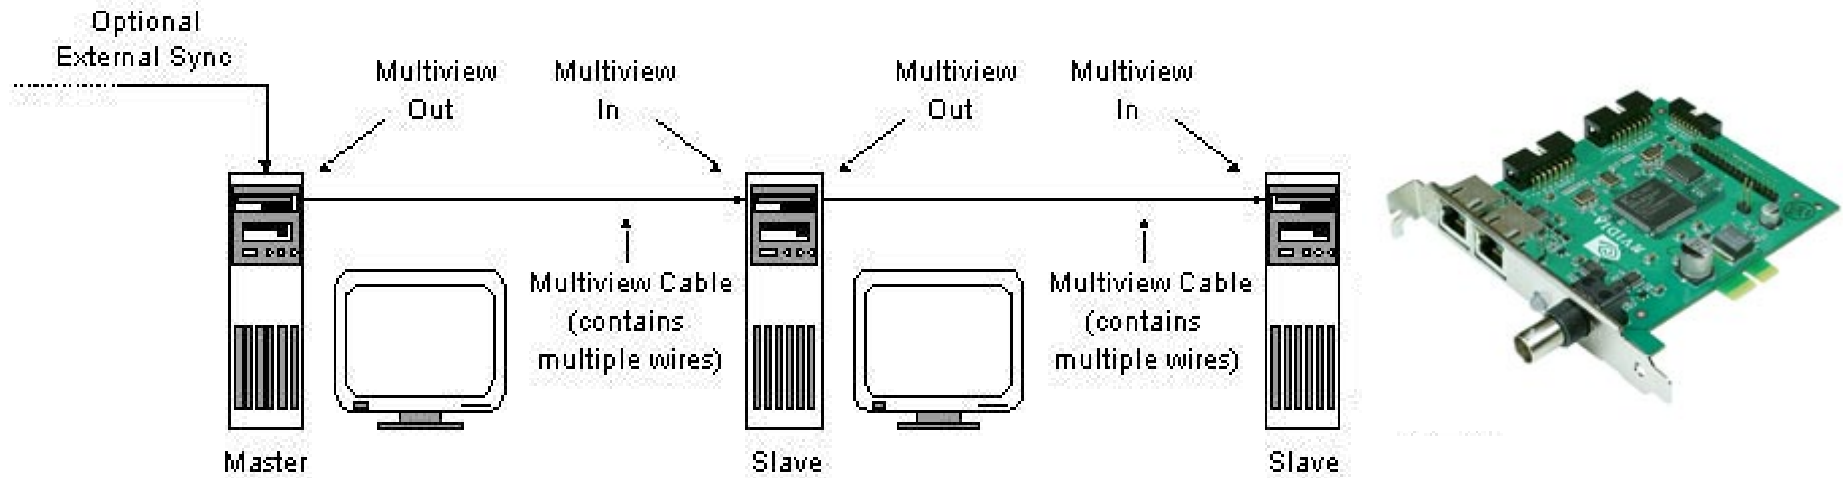 Optional
External Sync
Multiview
Out
Multiview
In
Multiview
Out
Multiview
In
Multiview Cable
(contains
multiple wires)
Multiview Cable
(contains
multiple wires)
Master
Slave
Slave
NVIDIA